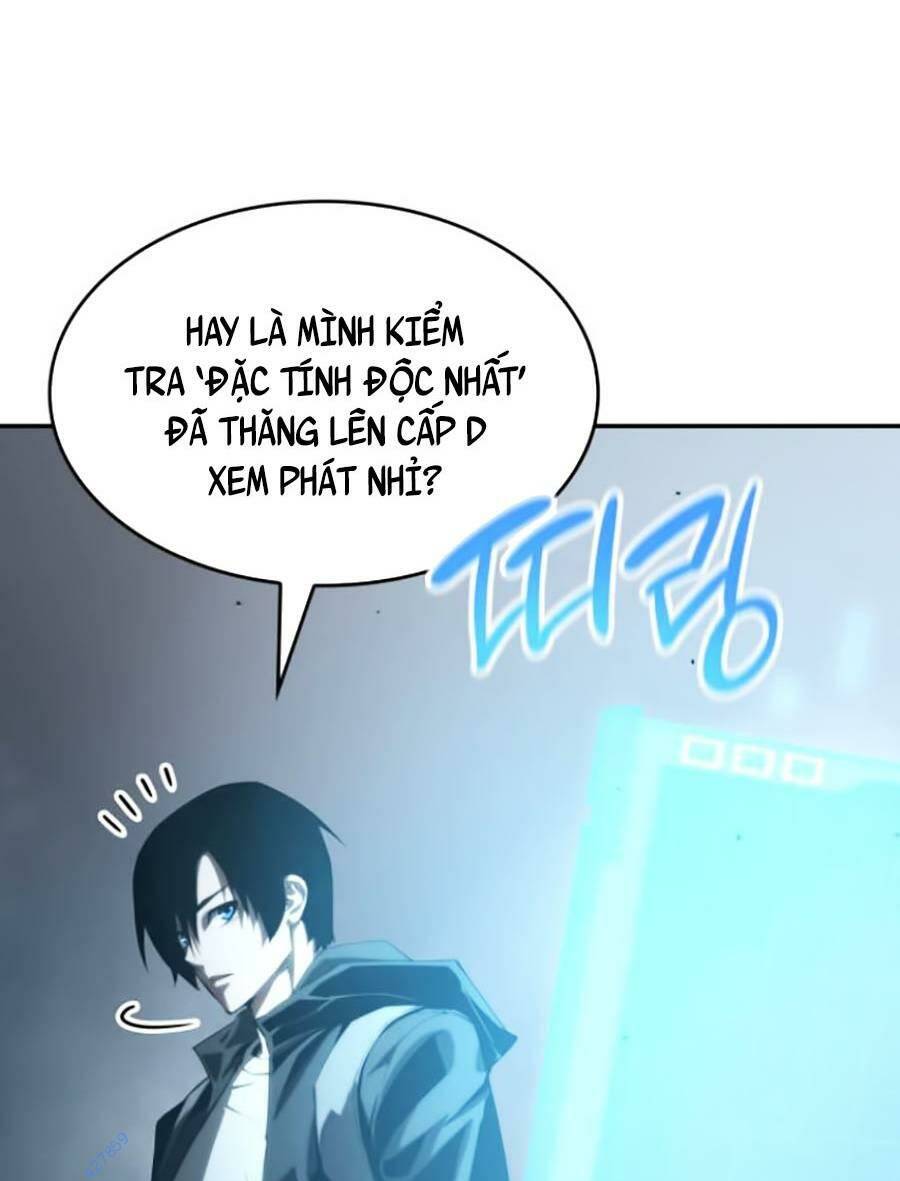 HAY LÀ MÌNH KIỂM
TRA ‘ĐẶC TÍNH ĐỘC NHẤT’
ĐÃ THĂNG LÊN CẤP D
XEM PHÁT NHỈ?
띠링